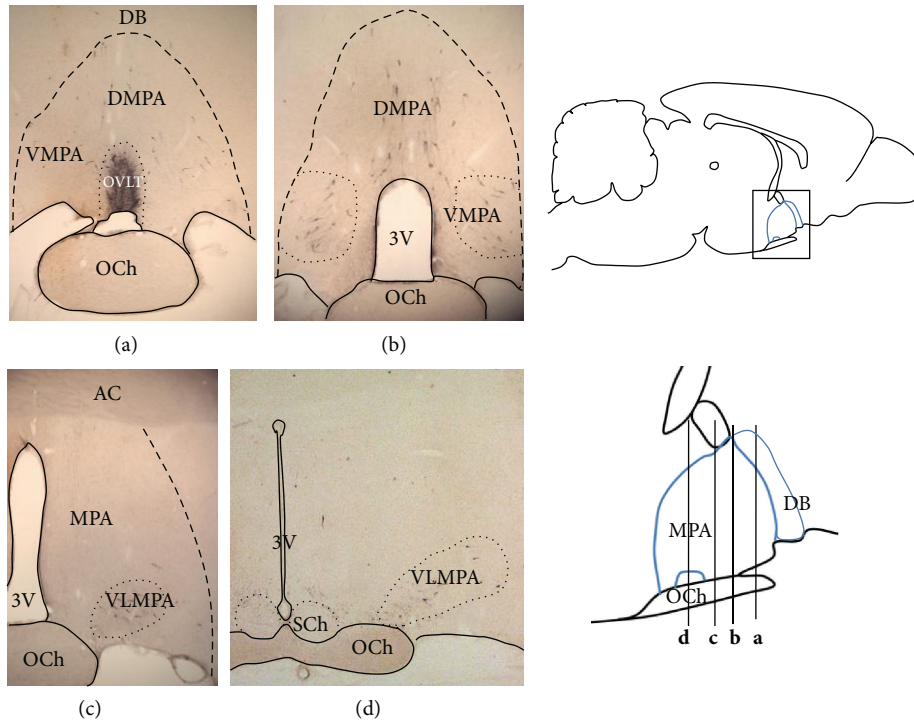 DB
DMPA
VMPA
OVLT
OCh
(a)
DMPA
VMPA
3V
OCh
(b)
AC
MPA
VLMPA
3V
OCh
(c)
3V
VLMPA
SCh
OCh
(d)
DB
MPA
OCh
d c b a